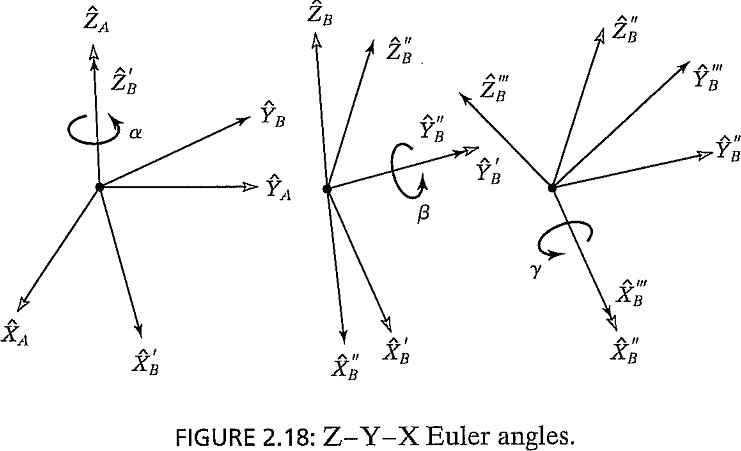 Ẑ_A
Ẑ′_B
α
Ŷ_B
Ŷ_A
X̂_A
X̂′_B
Ẑ_B
Ẑ″_B
Ŷ″_B
Ŷ′_B
β
X̂″_B
X̂′_B
Ẑ″_B
Ẑ‴_B
Ŷ‴_B
Ŷ″_B
γ
X̂‴_B
X̂″_B
FIGURE 2.18: Z–Y–X Euler angles.